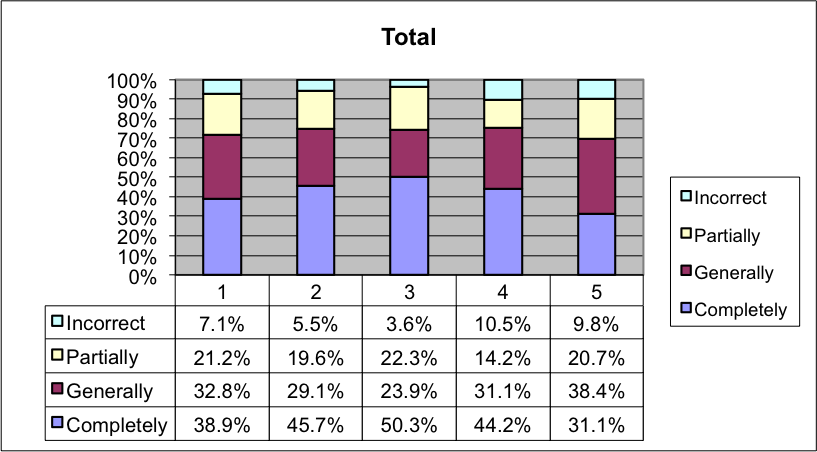 Total
100%
90%
80%
70%
60%
50%
40%
30%
20%
10%
0%
1 2 3 4 5
Incorrect 7.1% 5.5% 3.6% 10.5% 9.8%
Partially 21.2% 19.6% 22.3% 14.2% 20.7%
Generally 32.8% 29.1% 23.9% 31.1% 38.4%
Completely 38.9% 45.7% 50.3% 44.2% 31.1%
Incorrect
Partially
Generally
Completely